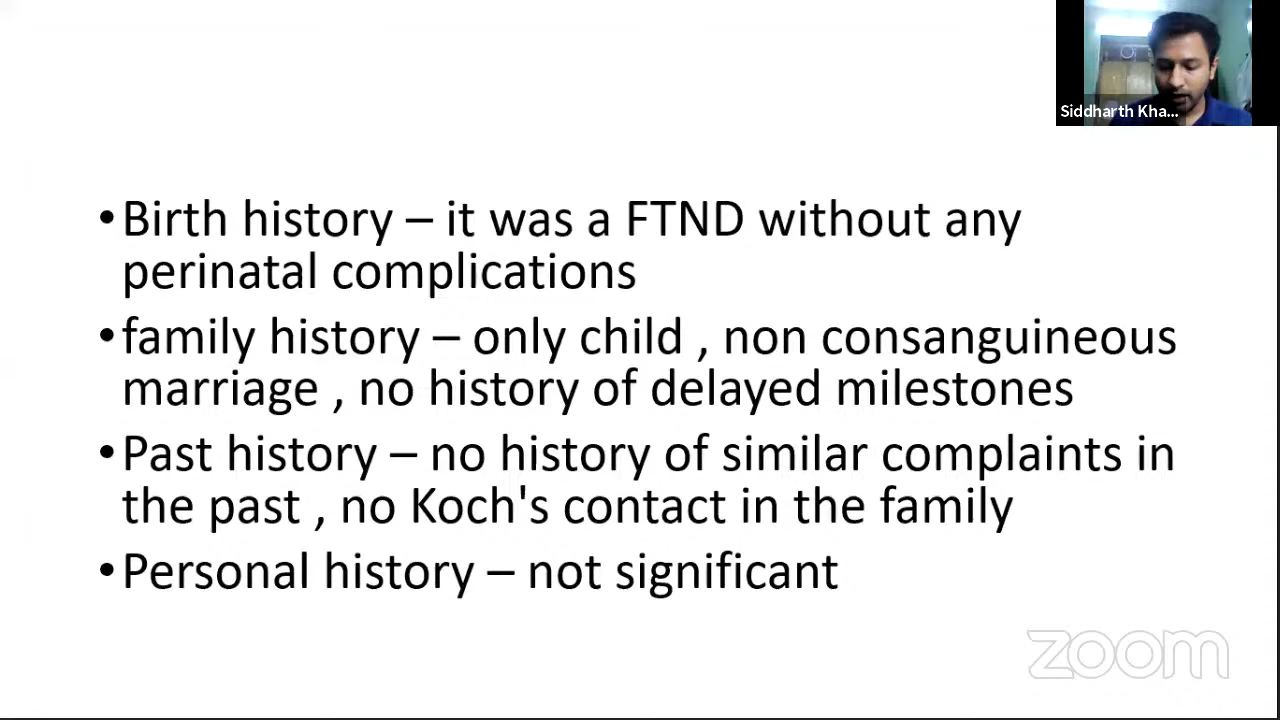 Siddharth Kha...
•Birth history – it was a FTND without any
perinatal complications
•family history – only child , non consanguineous
marriage , no history of delayed milestones
•Past history – no history of similar complaints in
the past , no Koch's contact in the family
•Personal history – not significant
zoom